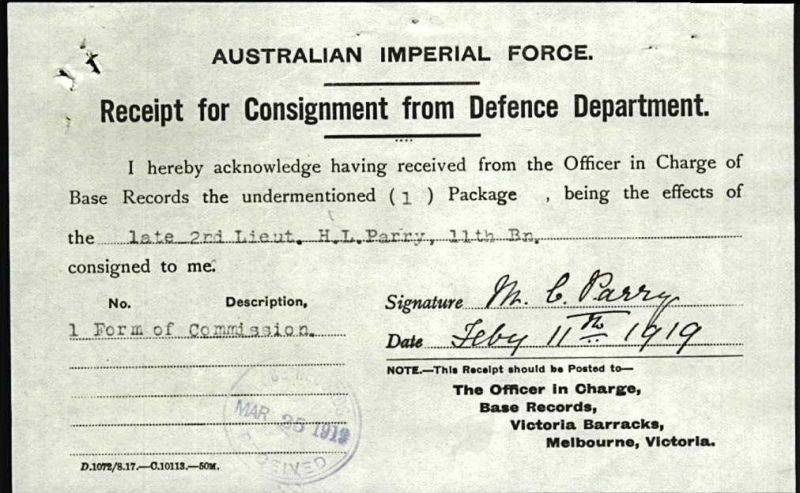 AUSTRALIAN IMPERIAL FORCE.
Receipt for Consignment from Defence Department.
I hereby acknowledge having received from the Officer in Charge of
Base Records the undermentioned ( 1 ) Package , being the effects of
the late 2nd Lieut. H.L.Parry, 11th Bn.
consigned to me.
No. Description,
1 Form of Commission.
Signature M. C. Parry
Date Feby 11th 1919
NOTE.—This Receipt should be Posted to—
The Officer in Charge,
Base Records,
Victoria Barracks,
Melbourne, Victoria.
MAR 25 1919
D.1072/8.17.—C.10113.—50M.